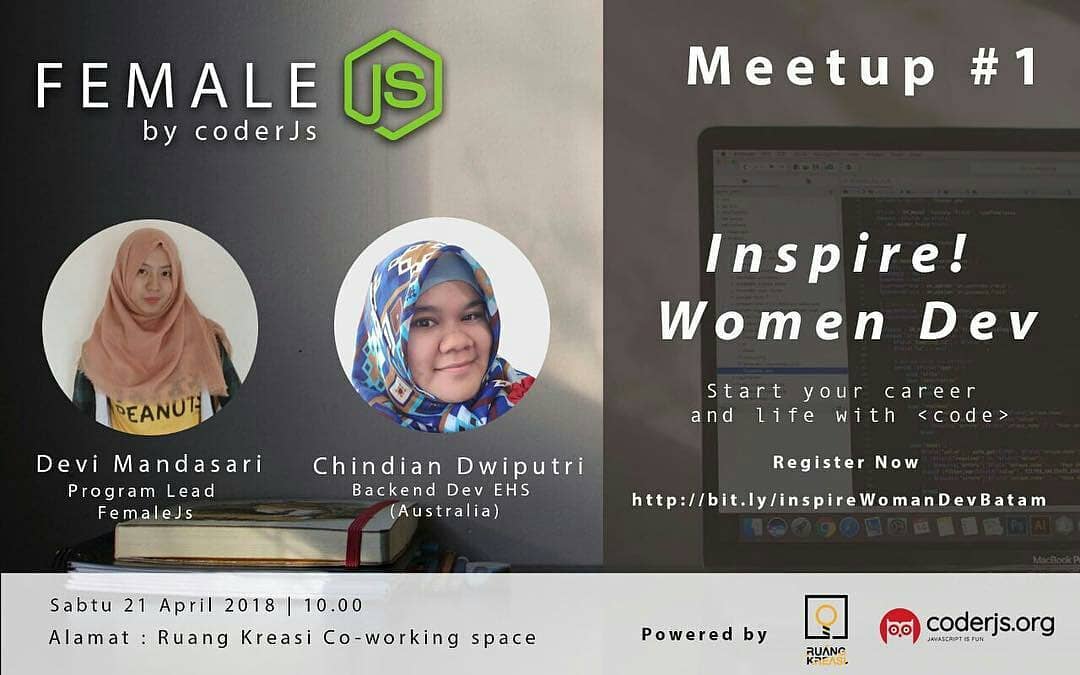 FEMALE JS
by coderJs
Meetup #1
Inspire!
Women Dev
Start your career
and life with <code>
Register Now
http://bit.ly/inspireWomanDevBatam
PEANUTS
Devi Mandasari
Program Lead
FemaleJs
Chindian Dwiputri
Backend Dev EHS
(Australia)
MacBook P
Sabtu 21 April 2018 | 10.00
Alamat : Ruang Kreasi Co-working space
Powered by
RUANG
KREASI
coderjs.org
JAVASCRIPT IS FUN